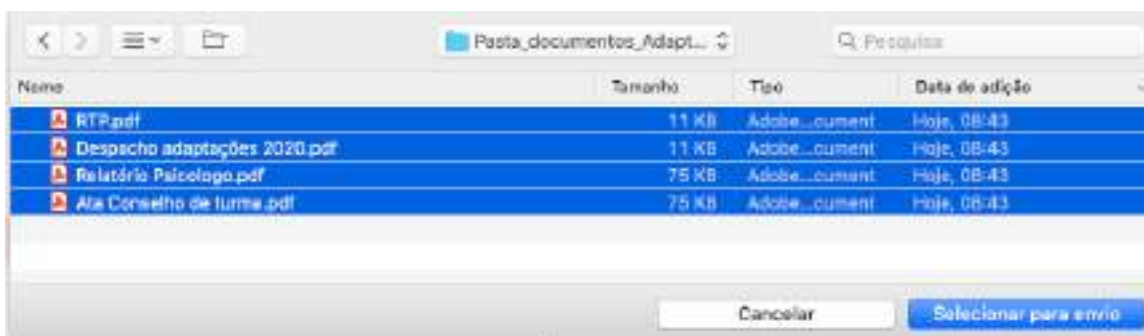 Pasta_documentos_Adapt... Pesquisa
Nome Tamanho Tipo Data de adição
RTP.pdf 11 KB Adobe...cument Hoje, 08:43
Despacho adaptações 2020.pdf 11 KB Adobe...cument Hoje, 08:43
Relatório Psicologo.pdf 75 KB Adobe...cument Hoje, 08:43
Ata Conselho de turma.pdf 75 KB Adobe...cument Hoje, 08:43
Cancelar Selecionar para envio